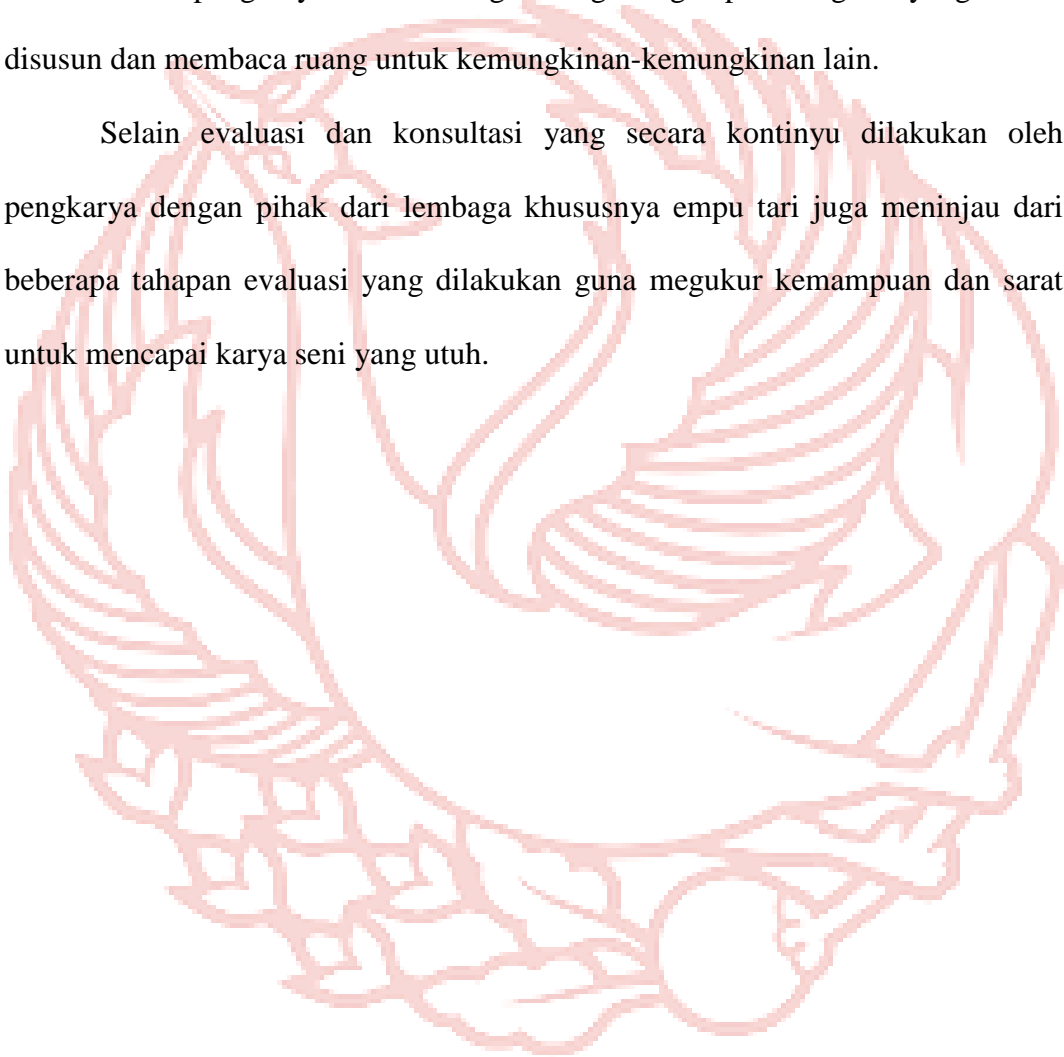 disusun dan membaca ruang untuk kemungkinan-kemungkinan lain.
Selain evaluasi dan konsultasi yang secara kontinyu dilakukan oleh
pengkarya dengan pihak dari lembaga khususnya empu tari juga meninjau dari
beberapa tahapan evaluasi yang dilakukan guna megukur kemampuan dan sarat
untuk mencapai karya seni yang utuh.